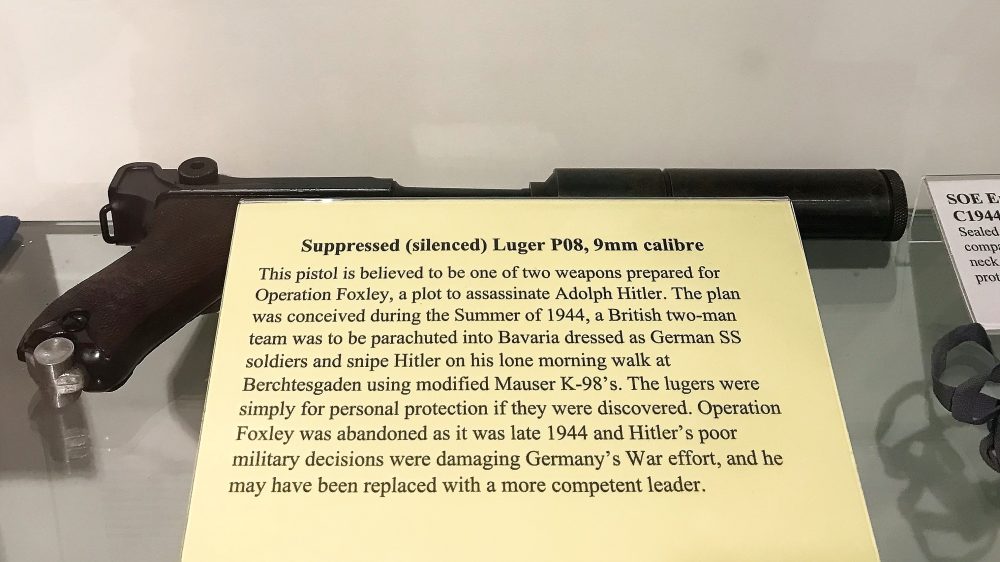 Suppressed (silenced) Luger P08, 9mm calibre
This pistol is believed to be one of two weapons prepared for
Operation Foxley, a plot to assassinate Adolph Hitler. The plan
was conceived during the Summer of 1944, a British two-man
team was to be parachuted into Bavaria dressed as German SS
soldiers and snipe Hitler on his lone morning walk at
Berchtesgaden using modified Mauser K-98's. The lugers were
simply for personal protection if they were discovered. Operation
Foxley was abandoned as it was late 1944 and Hitler's poor
military decisions were damaging Germany's War effort, and he
may have been replaced with a more competent leader.
SOE
C1944
Sealed
neck